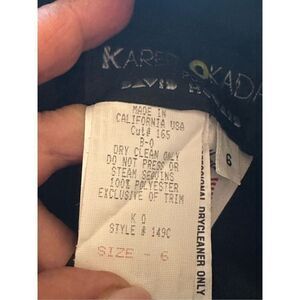 KAREN OKADA
DAVID
MADE IN
CALIFORNIA USA
Cut# 165
B-0
DRY CLEAN ONLY
DO NOT PRESS OR
STEAM SEQUINS
100% POLYESTER
EXCLUSIVE OF TRIM
K O
STYLE # 149C
SIZE - 6
6
DRYCLEANER ONLY